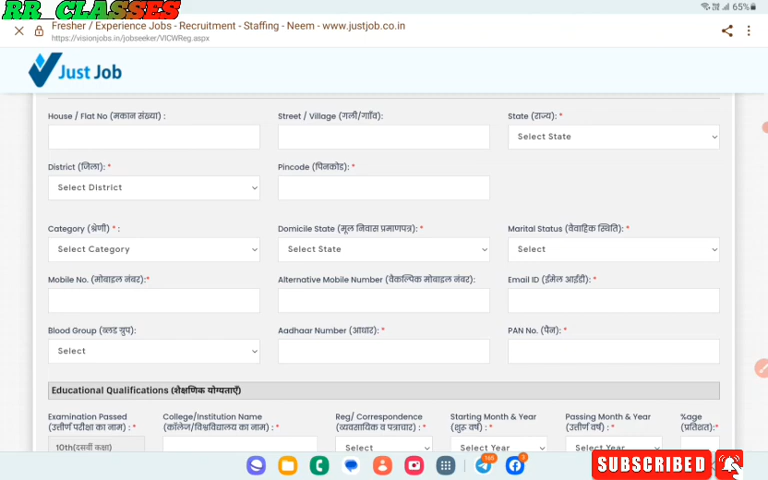 RR_CLASSES
65%
Fresher / Experience Jobs - Recruitment - Staffing - Neem - www.justjob.co.in
https://visionjobs.in/jobseeker/VICWReg.aspx
Just Job
House / Flat No (मकान संख्या) :
Street / Village (गली/गाँव):
State (राज्य): *
Select State
District (जिला): *
Pincode (पिनकोड): *
Select District
Category (श्रेणी) * :
Domicile State (मूल निवास प्रमाणपत्र): *
Marital Status (वैवाहिक स्थिति): *
Select Category
Select State
Select
Mobile No. (मोबाइल नंबर):*
Alternative Mobile Number (वैकल्पिक मोबाइल नंबर):
Email ID (ईमेल आईडी): *
Blood Group (ब्लड ग्रुप):
Aadhaar Number (आधार): *
PAN No. (पैन): *
Select
Educational Qualifications (शैक्षणिक योग्यताएँ)
Examination Passed
(उत्तीर्ण परीक्षा का नाम) : *
College/Institution Name
(कॉलेज/विश्वविद्यालय का नाम) : *
Reg/ Correspondence
(व्यवसायिक व पत्राचार) : *
Starting Month & Year
(शुरू वर्ष) : *
Passing Month & Year
(उत्तीर्ण वर्ष) : *
%age
(प्रतिशत):*
10th(दसवीं कक्षा)
Select
Select Year
Select Year
SUBSCRIBED